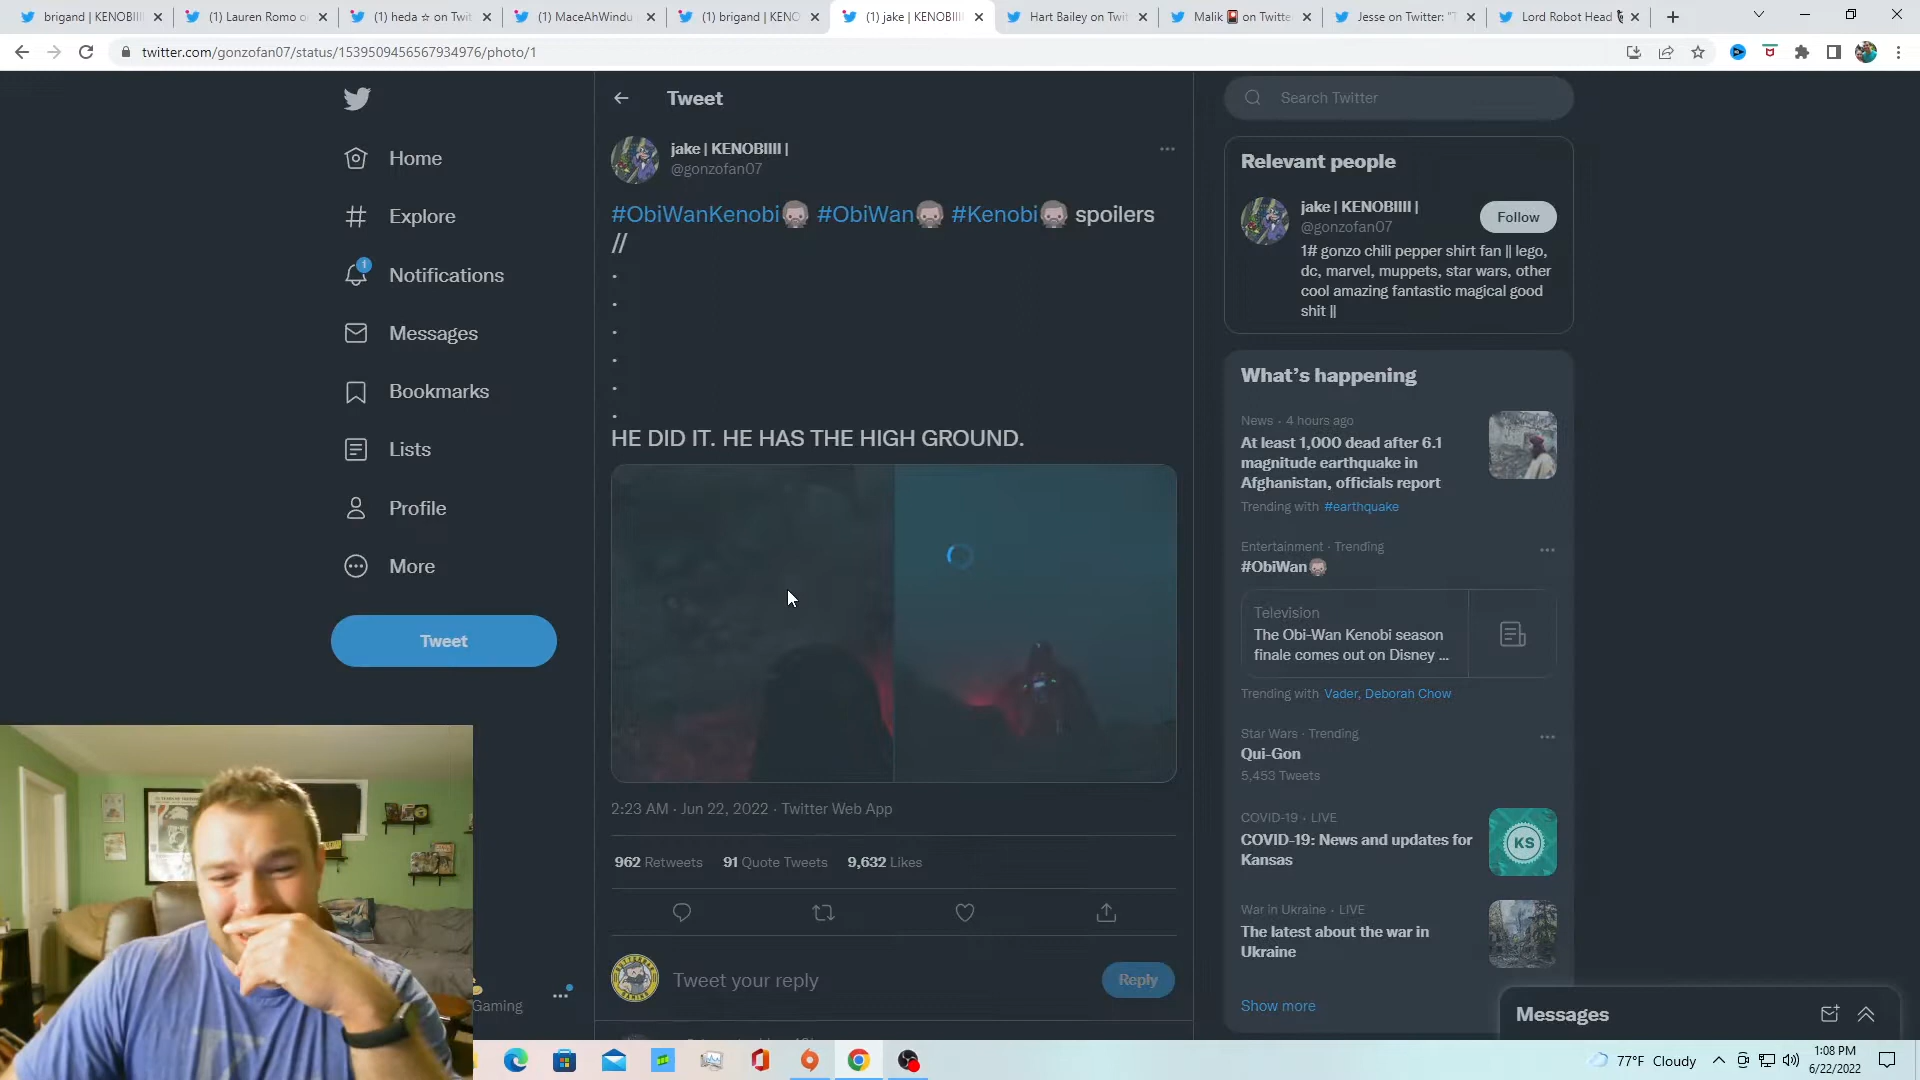 brigand | KENOBIIII
(1) Lauren Romo o
(1) heda ☆ on Twit
(1) MaceAhWindu
(1) brigand | KENO
(1) jake | KENOBIIII
Hart Bailey on Twit
Malik on Twitte
Jesse on Twitter: "T
Lord Robot Head
twitter.com/gonzofan07/status/1539509456567934976/photo/1
Home
Explore
1
Notifications
Messages
Bookmarks
Lists
Profile
More
Tweet
Gaming
Tweet
jake | KENOBIIII |
@gonzofan07
#ObiWanKenobi #ObiWan #Kenobi spoilers
//
.
.
.
.
.
.
HE DID IT. HE HAS THE HIGH GROUND.
2:23 AM · Jun 22, 2022 · Twitter Web App
962 Retweets 91 Quote Tweets 9,632 Likes
Tweet your reply
Reply
Search Twitter
Relevant people
jake | KENOBIIII |
@gonzofan07
Follow
1# gonzo chili pepper shirt fan || lego,
dc, marvel, muppets, star wars, other
cool amazing fantastic magical good
shit ||
What's happening
News · 4 hours ago
At least 1,000 dead after 6.1
magnitude earthquake in
Afghanistan, officials report
Trending with #earthquake
Entertainment · Trending
#ObiWan
Television
The Obi-Wan Kenobi season
finale comes out on Disney ...
Trending with Vader, Deborah Chow
Star Wars · Trending
Qui-Gon
5,453 Tweets
COVID-19 · LIVE
COVID-19: News and updates for
Kansas
KS
War in Ukraine · LIVE
The latest about the war in
Ukraine
Show more
Messages
77°F Cloudy
1:08 PM
6/22/2022